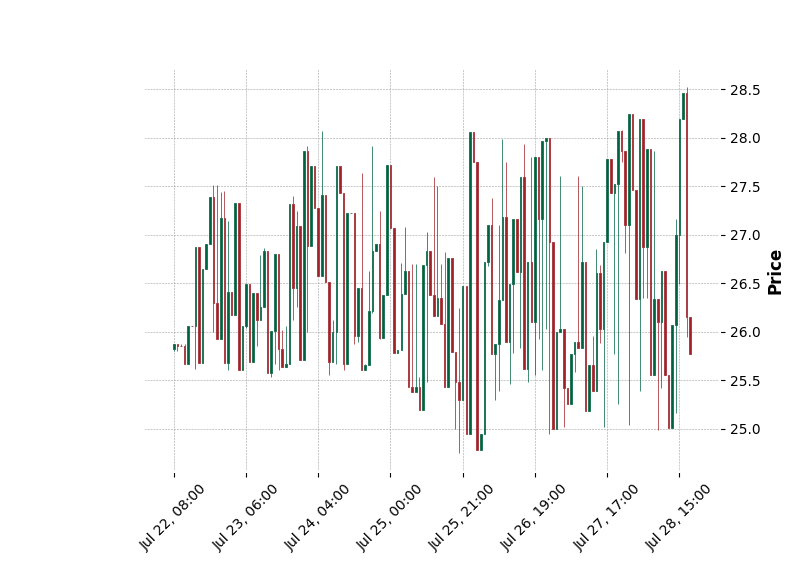 28.5
28.0
27.5
27.0
26.5
26.0
25.5
25.0
Price
Jul 22, 08:00
Jul 23, 06:00
Jul 24, 04:00
Jul 25, 00:00
Jul 25, 21:00
Jul 26, 19:00
Jul 27, 17:00
Jul 28, 15:00